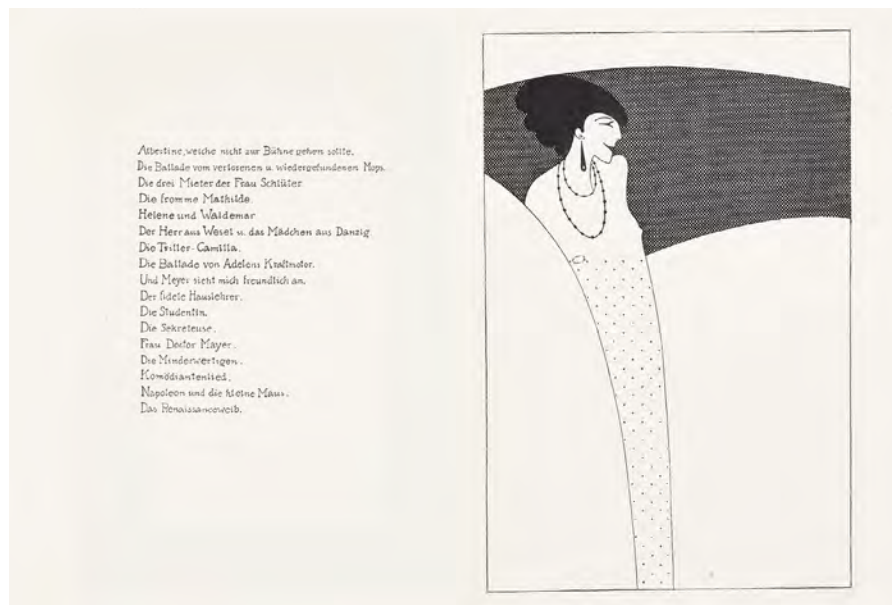 Albertine, welche nicht zur Bühne gehen sollte.
Die Ballade vom verlorenen u. wiedergefundenen Mops.
Die drei Mieter der Frau Schlüter
Die fromme Mathilde.
Helene und Waldemar
Der Herr aus Wesel u. das Mädchen aus Danzig
Die Triller-Camilla.
Die Ballade von Adelens Kraftmotor.
Und Meyer sieht mich freundlich an.
Der fidele Hauslehrer.
Die Studentin.
Die Sekreteuse.
Frau Doctor Mayer.
Die Minderwertigen.
Komödiantenlied.
Napoleon und die kleine Maus.
Das Renaissanceweib.
Ch